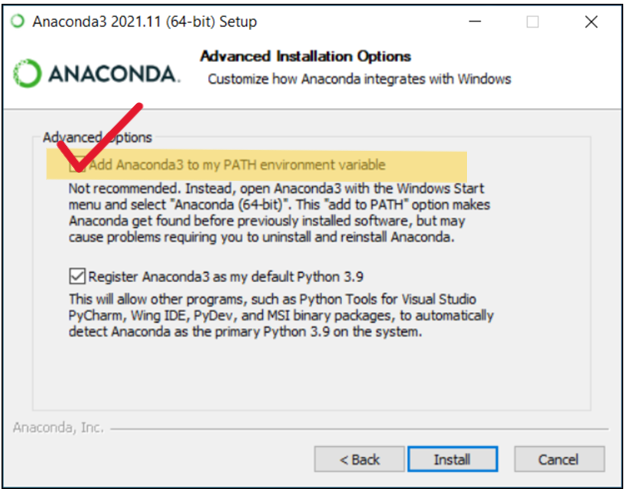 Anaconda3 2021.11 (64-bit) Setup
Advanced Installation Options
ANACONDA.
Customize how Anaconda integrates with Windows
Advanced Options
Add Anaconda3 to my PATH environment variable
Not recommended. Instead, open Anaconda3 with the Windows Start
menu and select "Anaconda (64-bit)". This "add to PATH" option makes
Anaconda get found before previously installed software, but may
cause problems requiring you to uninstall and reinstall Anaconda.
Register Anaconda3 as my default Python 3.9
This will allow other programs, such as Python Tools for Visual Studio
PyCharm, Wing IDE, PyDev, and MSI binary packages, to automatically
detect Anaconda as the primary Python 3.9 on the system.
Anaconda, Inc.
< Back Install Cancel